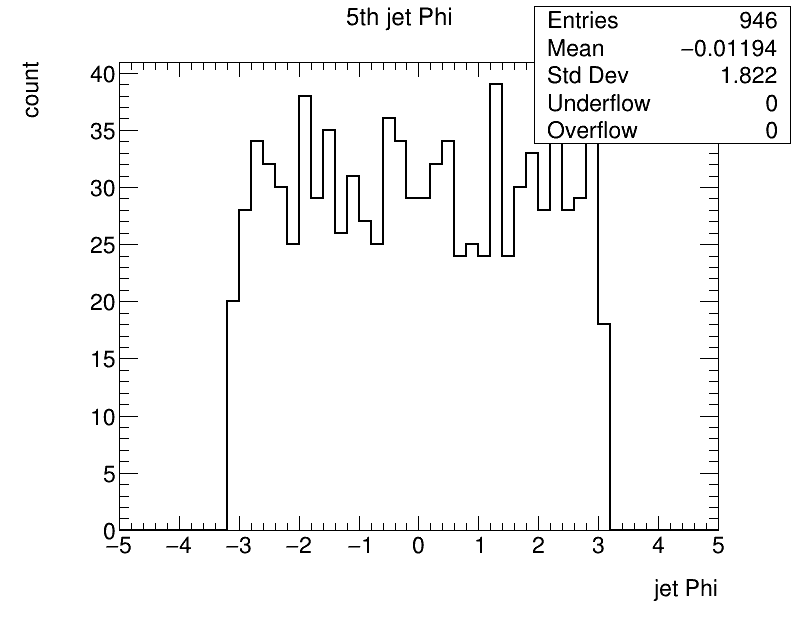 5th jet Phi
Entries 946
Mean −0.01194
Std Dev 1.822
Underflow 0
Overflow 0
count
40
35
30
25
20
15
10
5
0
−5 −4 −3 −2 −1 0 1 2 3 4 5
jet Phi